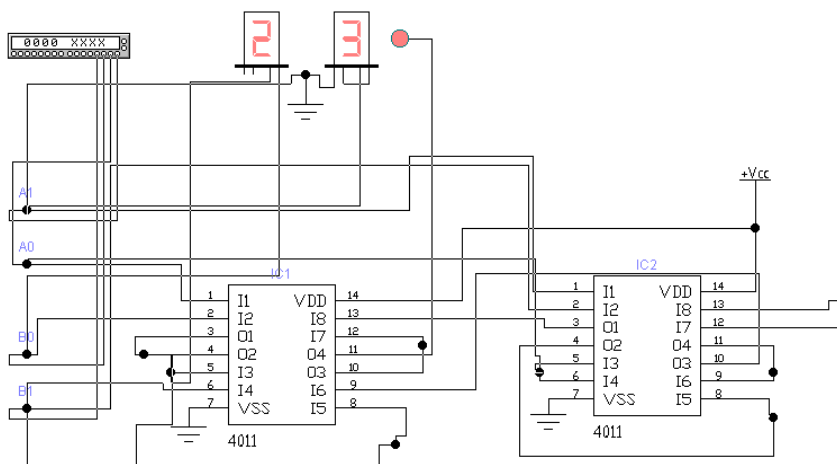 0000 XXXX
2
3
A1
+Vcc
A0
IC1
IC2
1 I1 VDD 14
2 I2 I8 13
3 O1 I7 12
4 O2 O4 11
5 I3 O3 10
6 I4 I6 9
7 VSS I5 8
4011
B0
B1
1 I1 VDD 14
2 I2 I8 13
3 O1 I7 12
4 O2 O4 11
5 I3 O3 10
6 I4 I6 9
7 VSS I5 8
4011